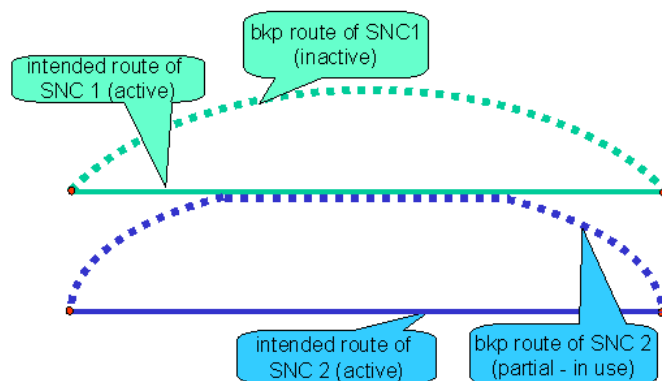 bkp route of SNC1
(inactive)
intended route of
SNC 1 (active)
intended route of
SNC 2 (active)
bkp route of SNC 2
(partial - in use)